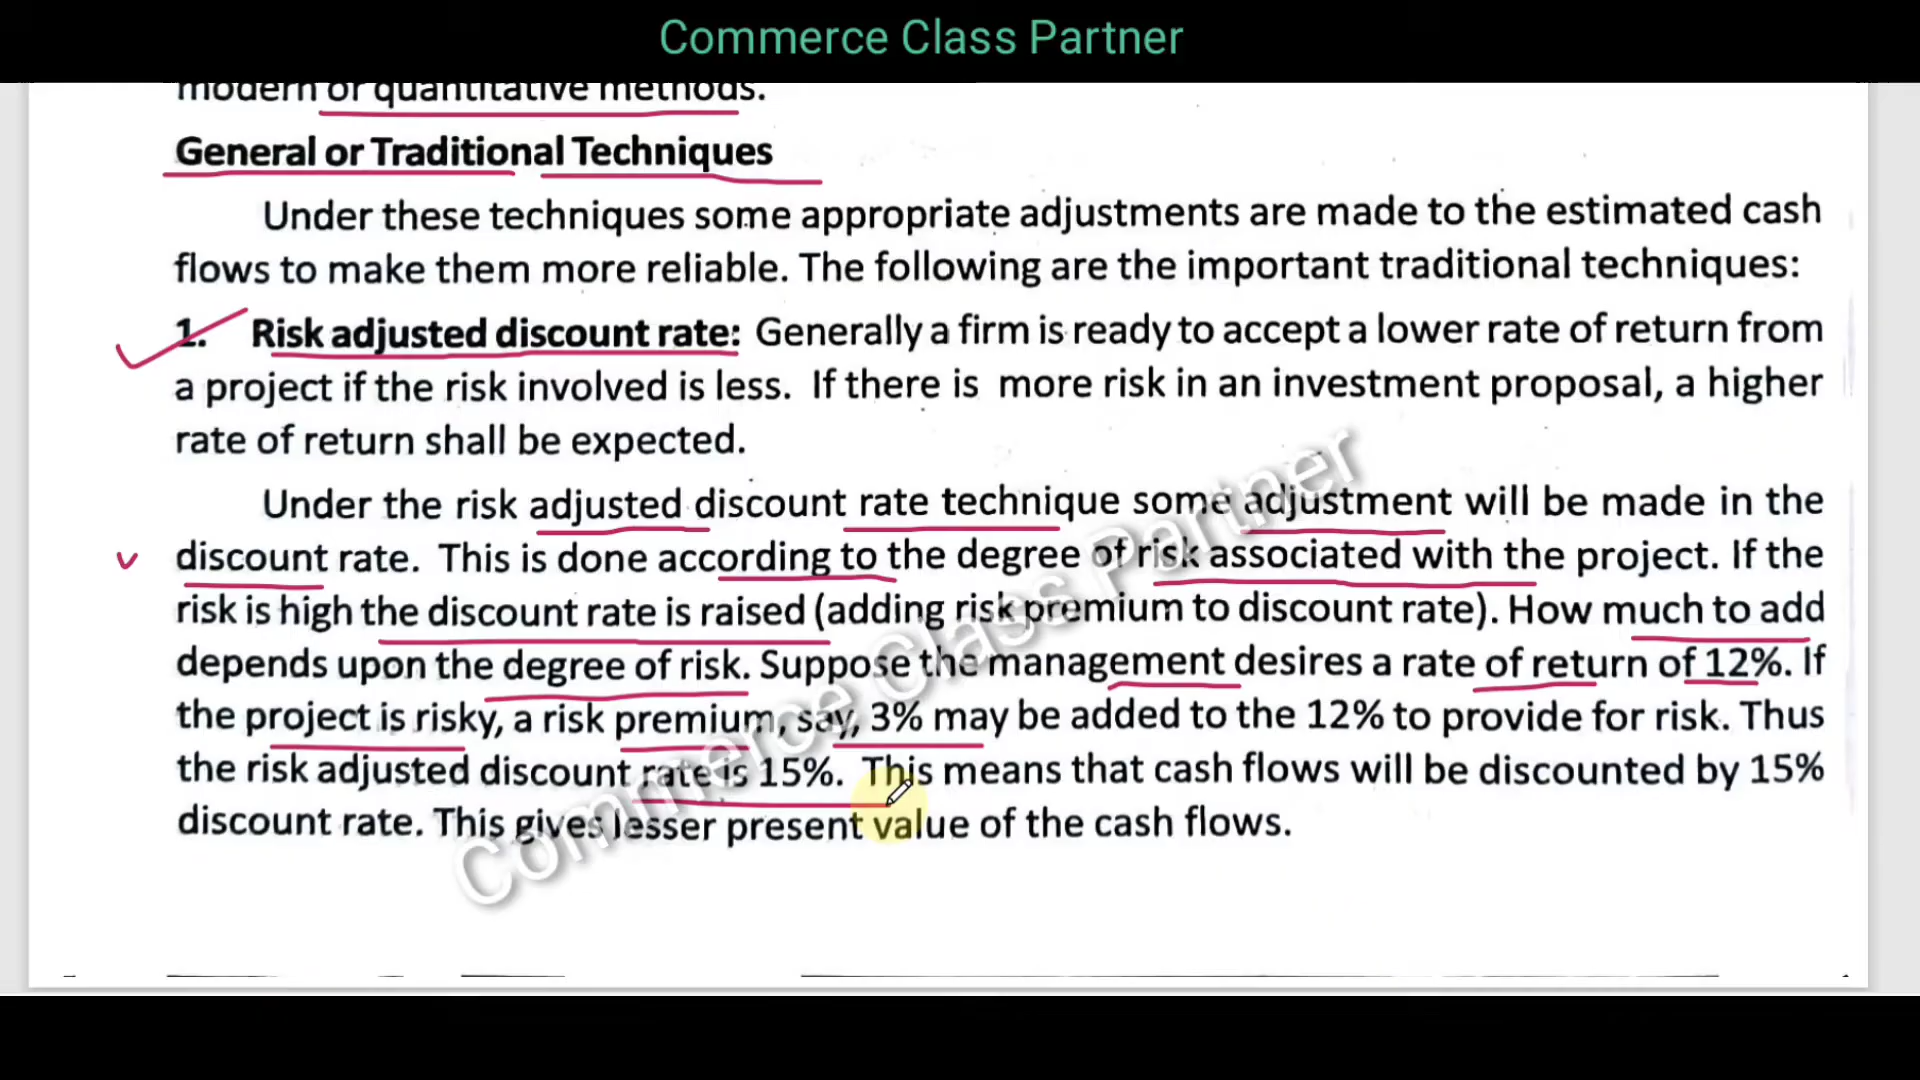 Commerce Class Partner
modern or quantitative methods.
General or Traditional Techniques
Under these techniques some appropriate adjustments are made to the estimated cash
flows to make them more reliable. The following are the important traditional techniques:
1. Risk adjusted discount rate: Generally a firm is ready to accept a lower rate of return from
a project if the risk involved is less. If there is more risk in an investment proposal, a higher
rate of return shall be expected.
Under the risk adjusted discount rate technique some adjustment will be made in the
discount rate. This is done according to the degree of risk associated with the project. If the
risk is high the discount rate is raised (adding risk premium to discount rate). How much to add
depends upon the degree of risk. Suppose the management desires a rate of return of 12%. If
the project is risky, a risk premium, say, 3% may be added to the 12% to provide for risk. Thus
the risk adjusted discount rate is 15%. This means that cash flows will be discounted by 15%
discount rate. This gives lesser present value of the cash flows.
Commerce Class Partner